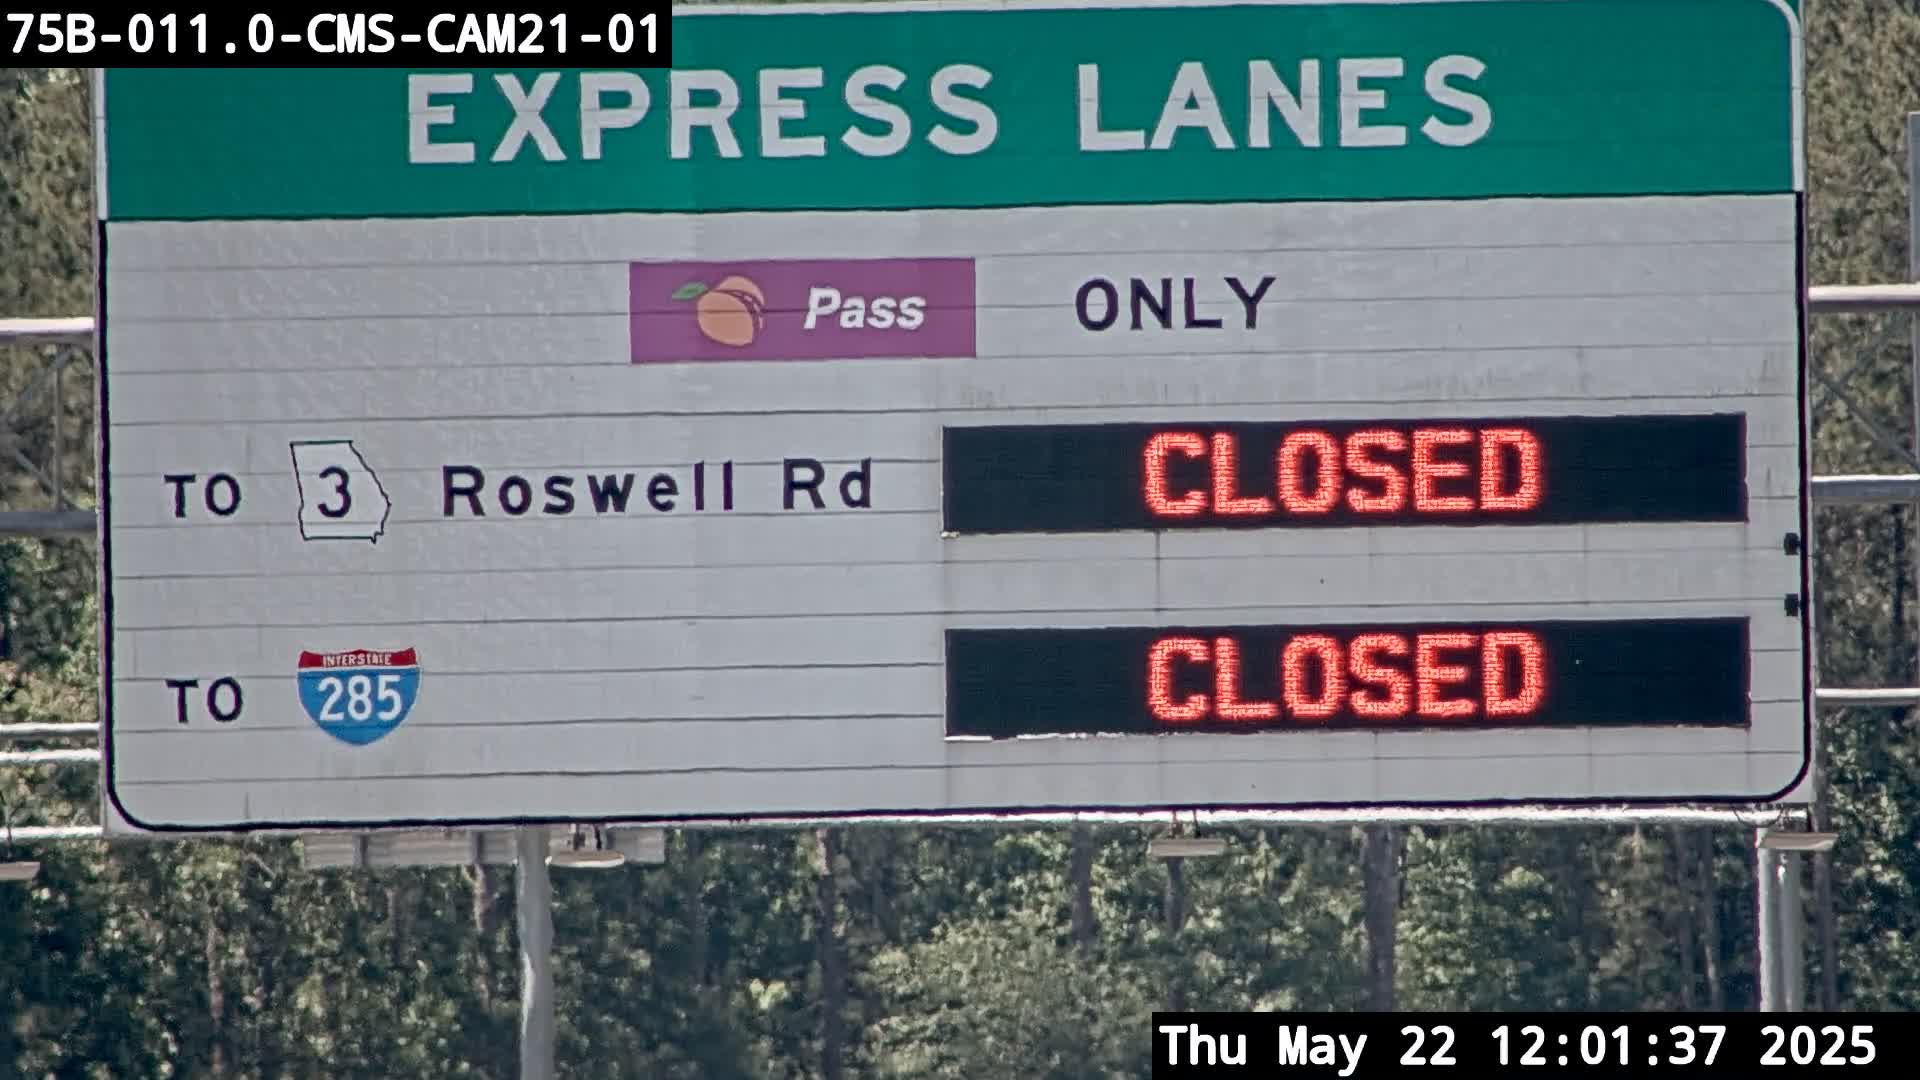 75B-011.0-CMS-CAM21-01
EXPRESS LANES
Pass ONLY
TO 3 Roswell Rd CLOSED
TO INTERSTATE 285 CLOSED
Thu May 22 12:01:37 2025